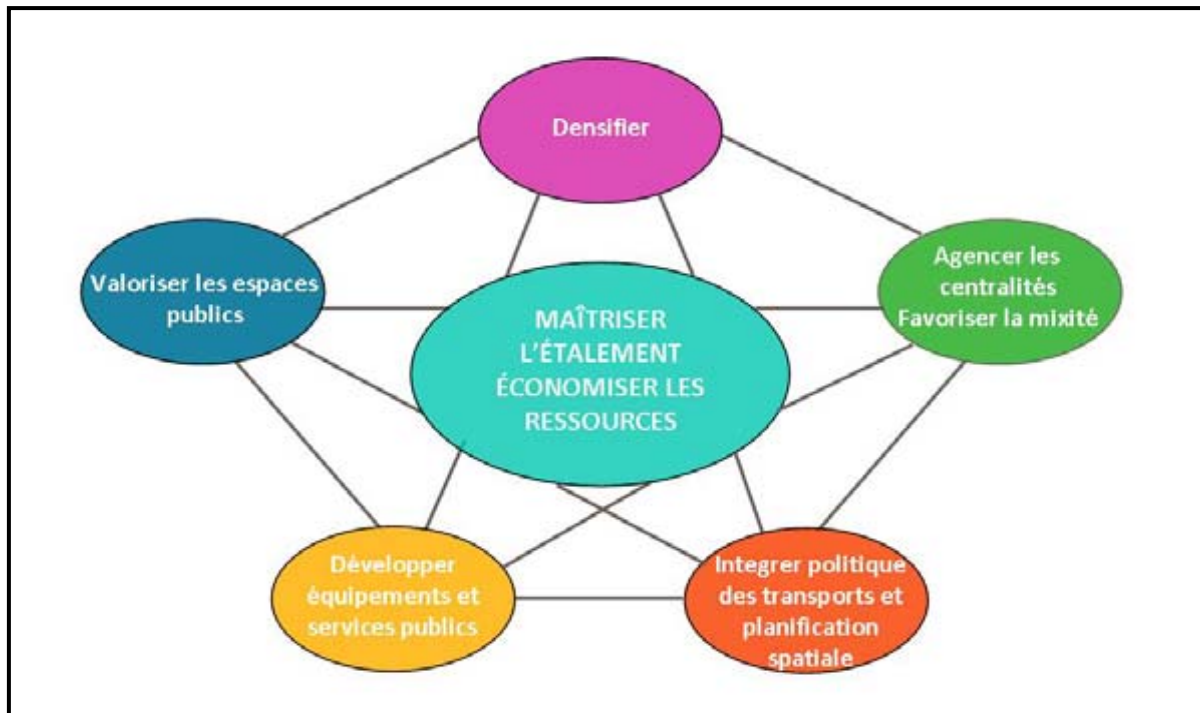 Densifier
Valoriser les espaces
publics
Agencer les
centralités
Favoriser la mixité
MAÎTRISER
L'ÉTALEMENT
ÉCONOMISER LES
RESSOURCES
Développer
équipements et
services publics
Integrer politique
des transports et
planification
spatiale